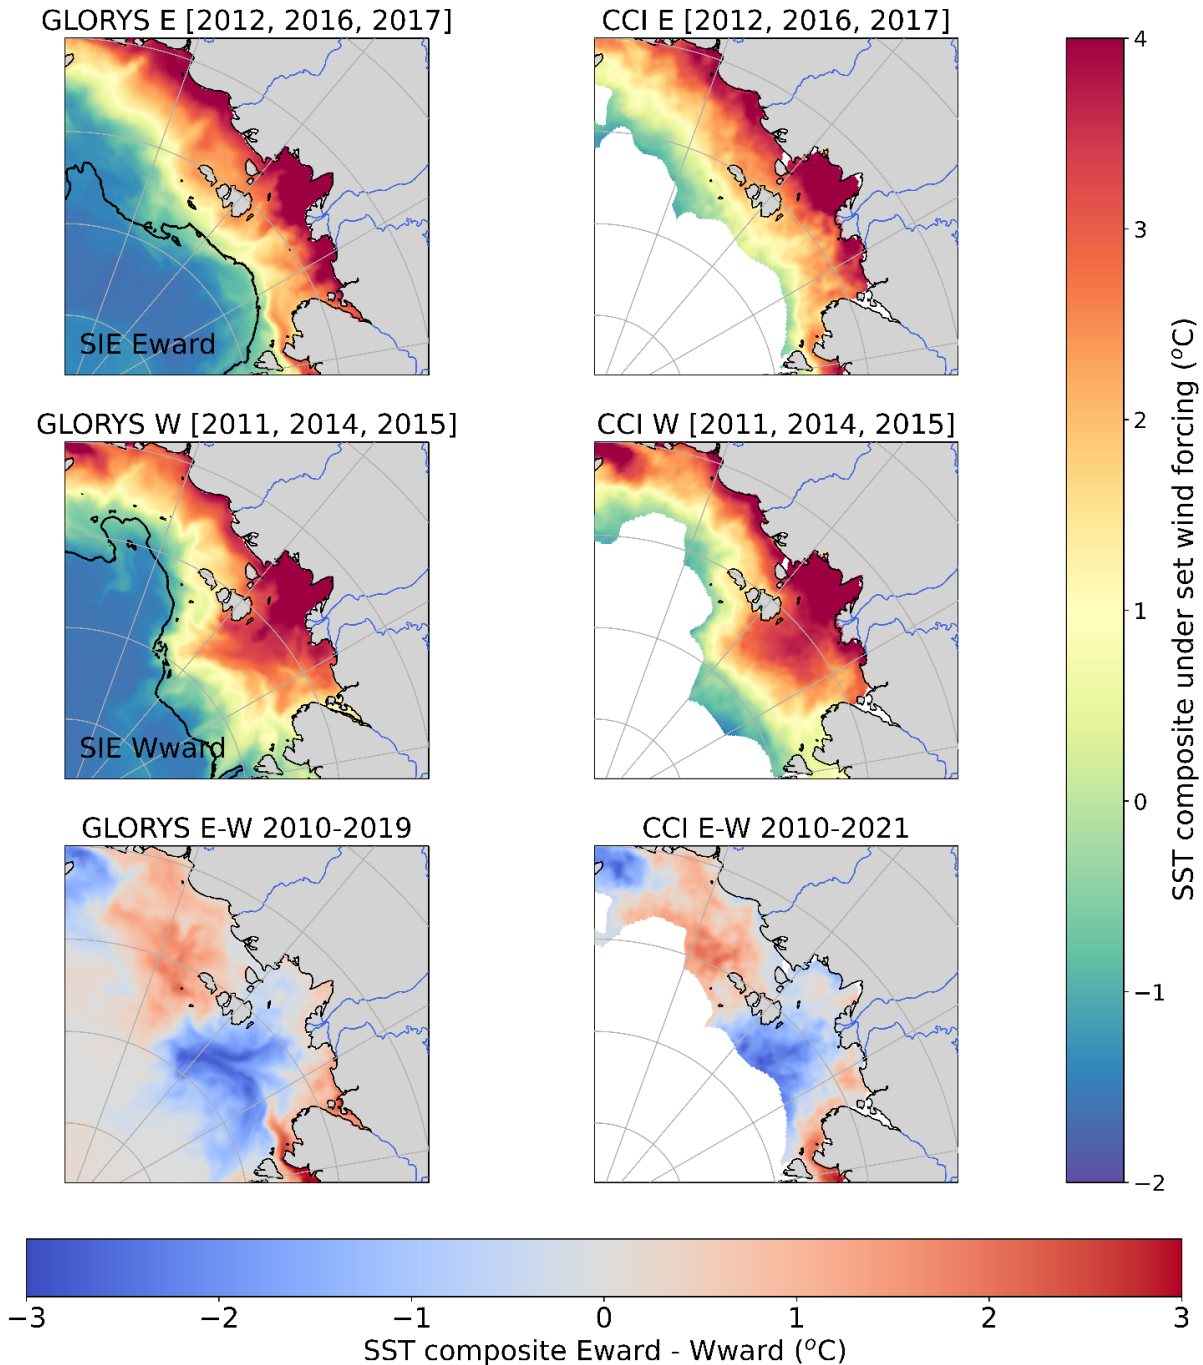 GLORYS E [2012, 2016, 2017]
CCI E [2012, 2016, 2017]
SIE Eward
GLORYS W [2011, 2014, 2015]
CCI W [2011, 2014, 2015]
SIE Wward
GLORYS E-W 2010-2019
CCI E-W 2010-2021
4
3
2
1
0
−1
−2
SST composite under set wind forcing (°C)
−3 −2 −1 0 1 2 3
SST composite Eward - Wward (°C)